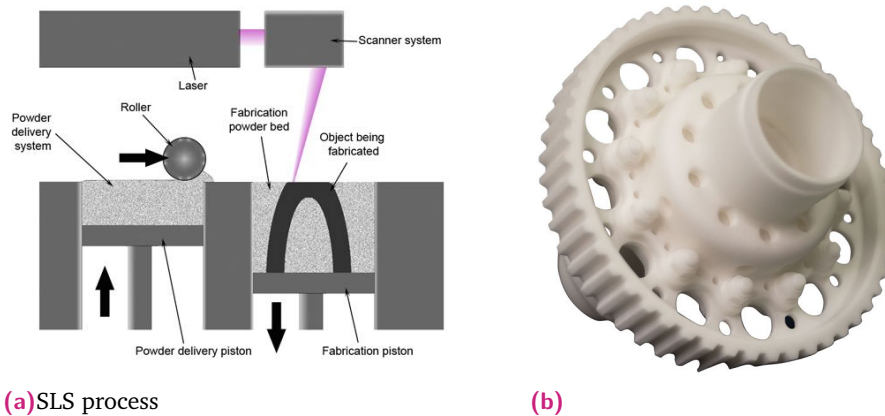 Laser
Scanner system
Roller
Powder
delivery
system
Fabrication
powder bed
Object being
fabricated
Powder delivery piston
Fabrication piston
(a)SLS process
(b)